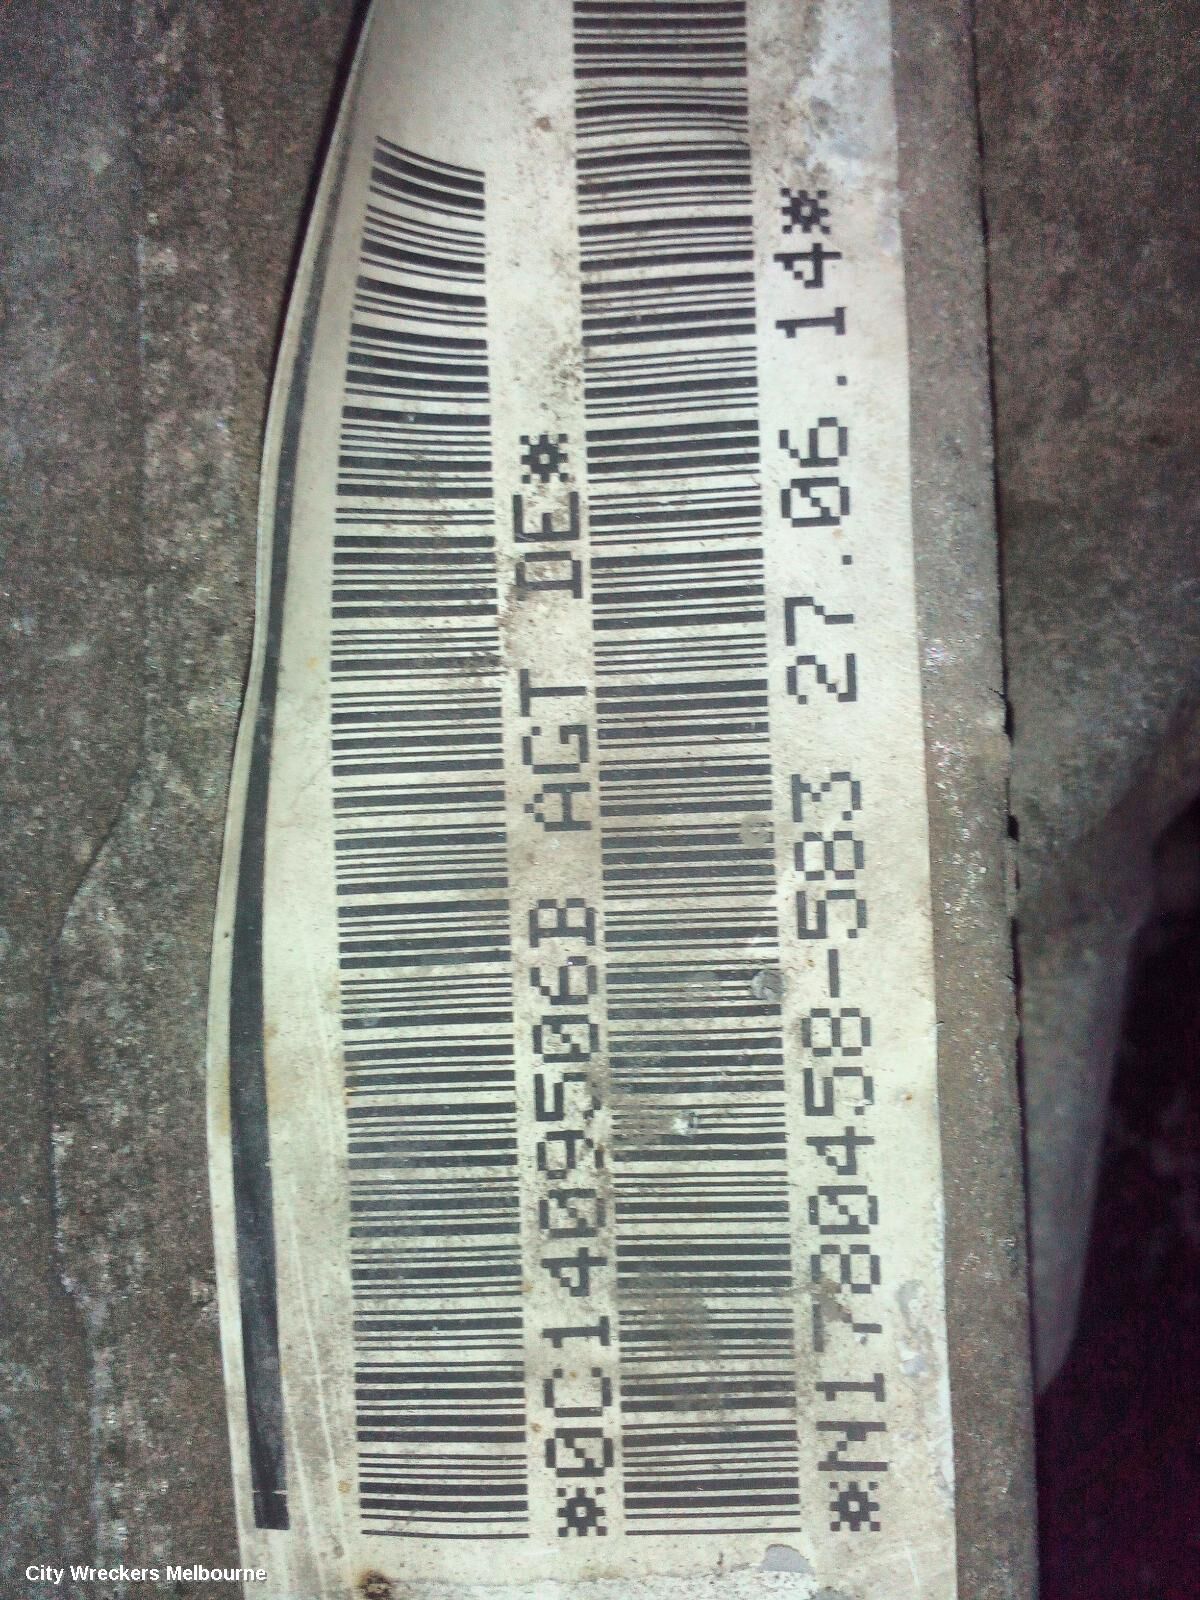 *0C1409506B AGT DE*
*N1780458-583 27.06.14*
City Wreckers Melbourne